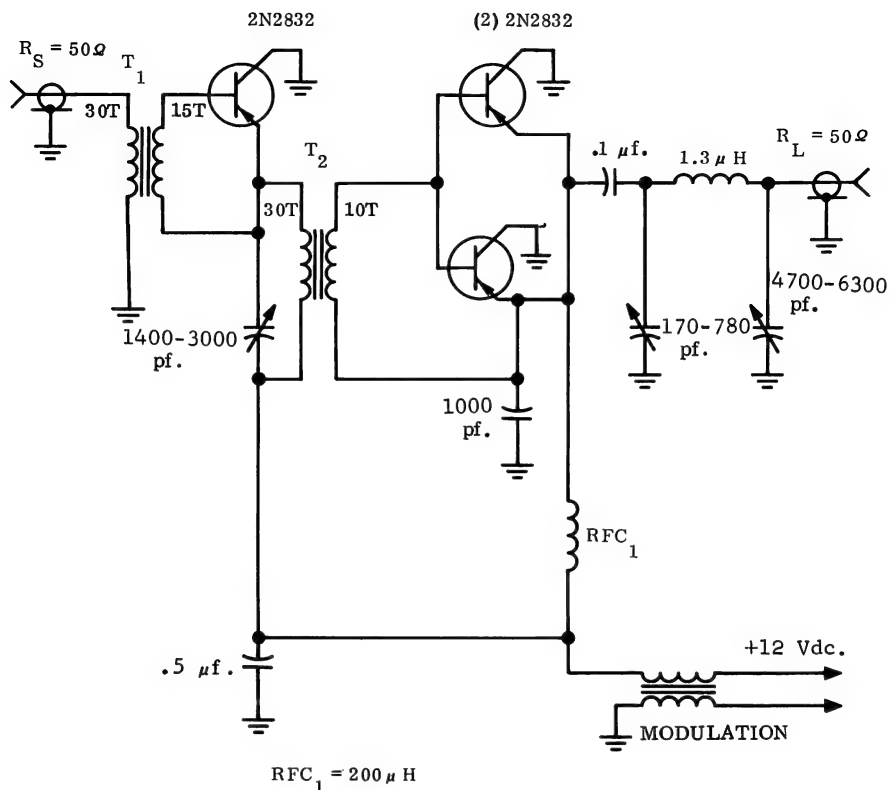 2N2832
(2) 2N2832
R_S = 50Ω
T_1
30T
15T
T_2
30T
10T
.1 μf.
1.3 μH
R_L = 50Ω
1400-3000
pf.
170-780
pf.
4700-6300
pf.
1000
pf.
RFC_1
.5 μf.
+12 Vdc.
MODULATION
RFC_1 = 200 μH